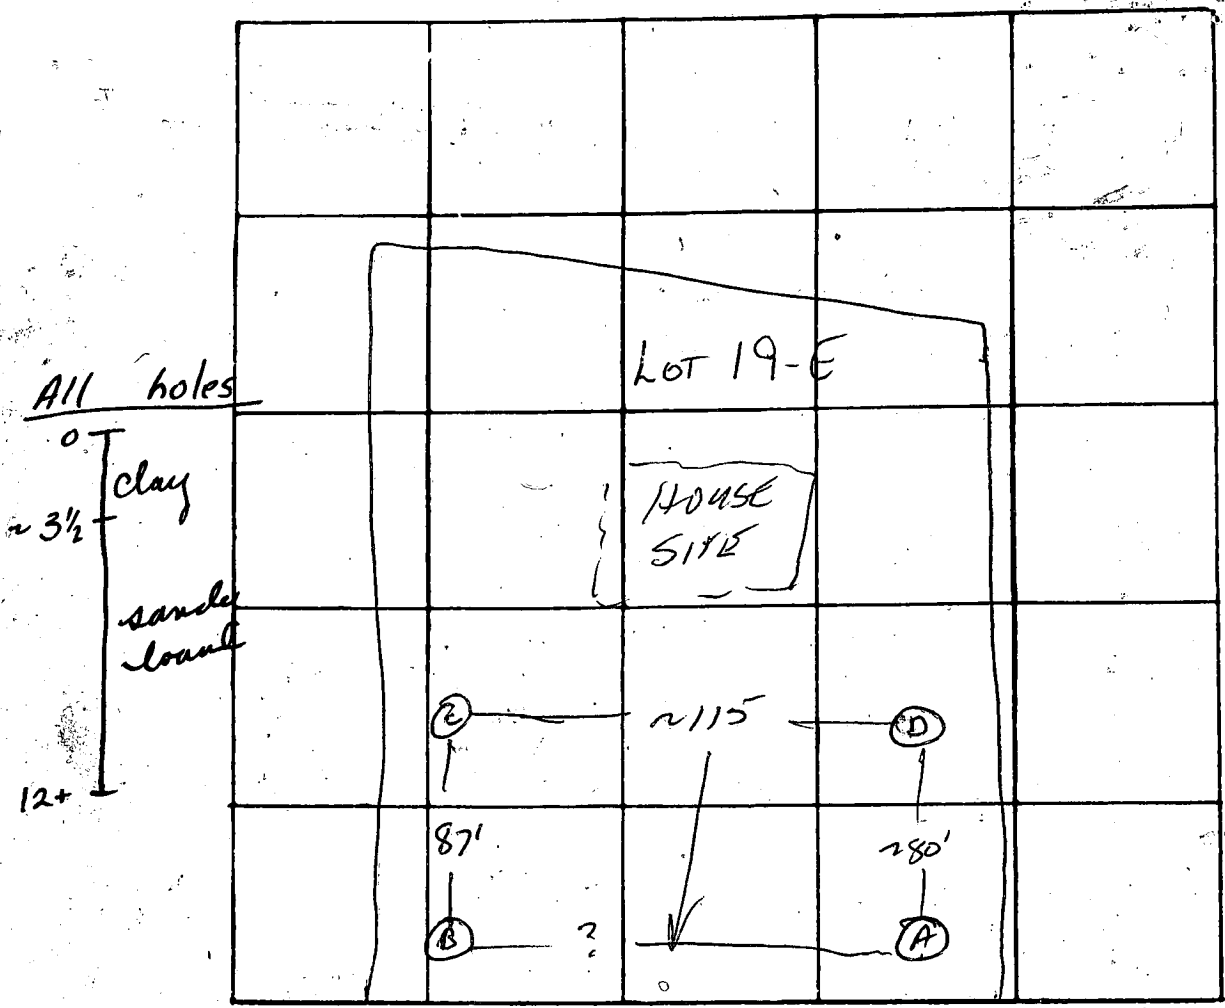 LOT 19-E
All holes
0
clay
~ 3½
HOUSE
SITE
sandy
loam
~115
D
12+
87'
~80'
B
?
A